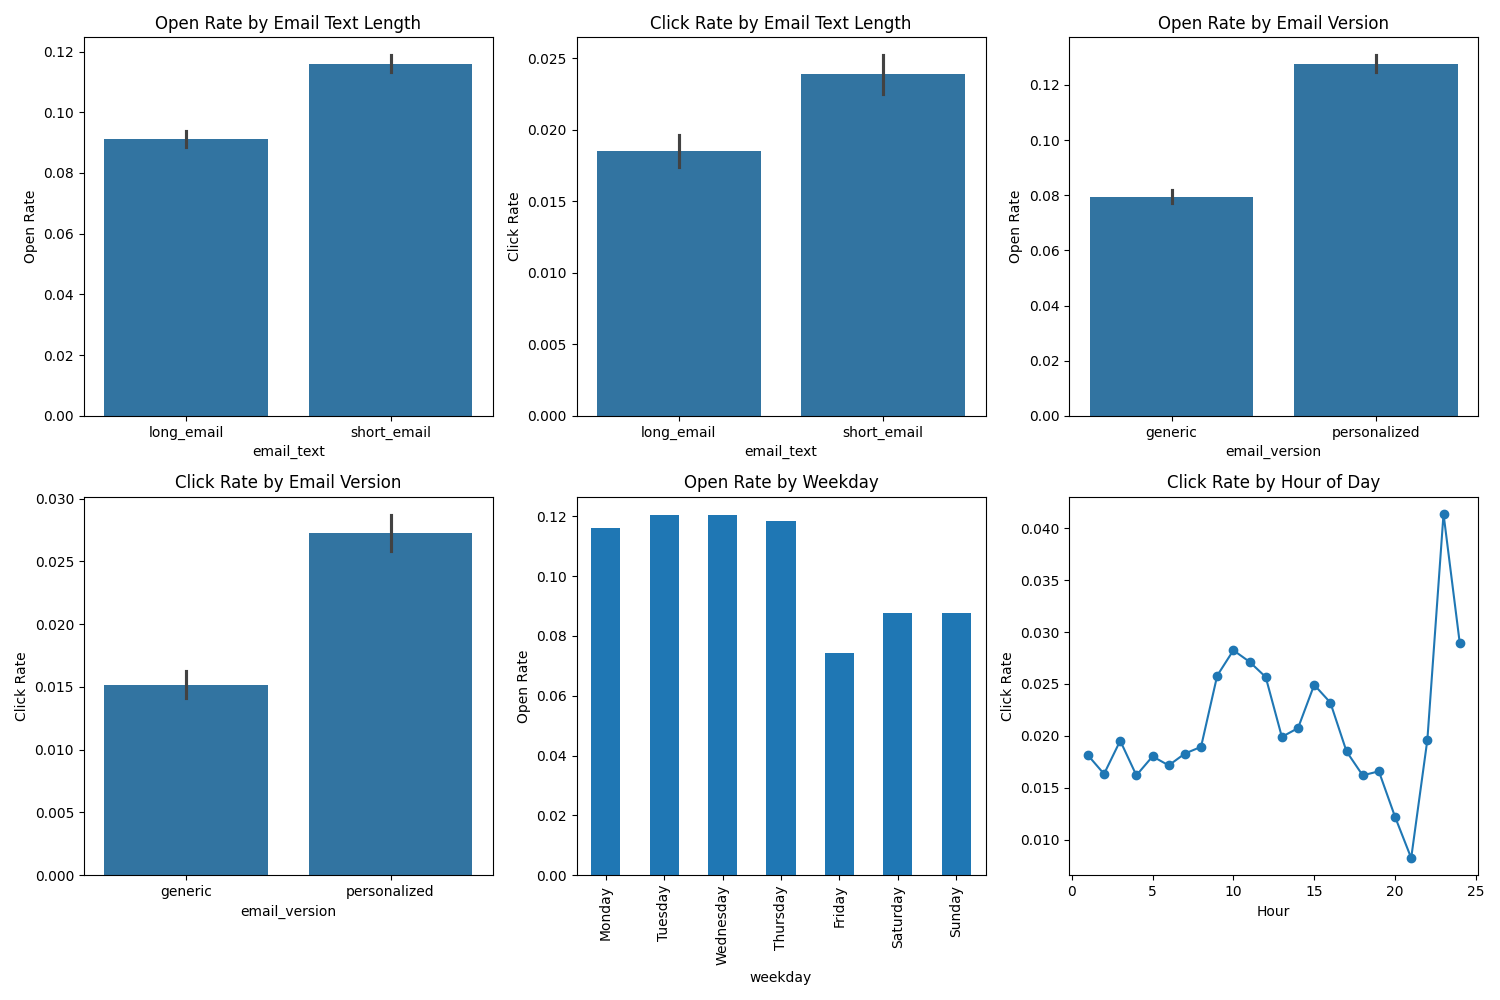 Open Rate by Email Text Length
Open Rate
0.12
0.10
0.08
0.06
0.04
0.02
0.00
long_email short_email
email_text
Click Rate by Email Text Length
Click Rate
0.025
0.020
0.015
0.010
0.005
0.000
long_email short_email
email_text
Open Rate by Email Version
Open Rate
0.12
0.10
0.08
0.06
0.04
0.02
0.00
generic personalized
email_version
Click Rate by Email Version
Click Rate
0.030
0.025
0.020
0.015
0.010
0.005
0.000
generic personalized
email_version
Open Rate by Weekday
Open Rate
0.12
0.10
0.08
0.06
0.04
0.02
0.00
Monday
Tuesday
Wednesday
Thursday
Friday
Saturday
Sunday
weekday
Click Rate by Hour of Day
Click Rate
0.040
0.035
0.030
0.025
0.020
0.015
0.010
0 5 10 15 20 25
Hour